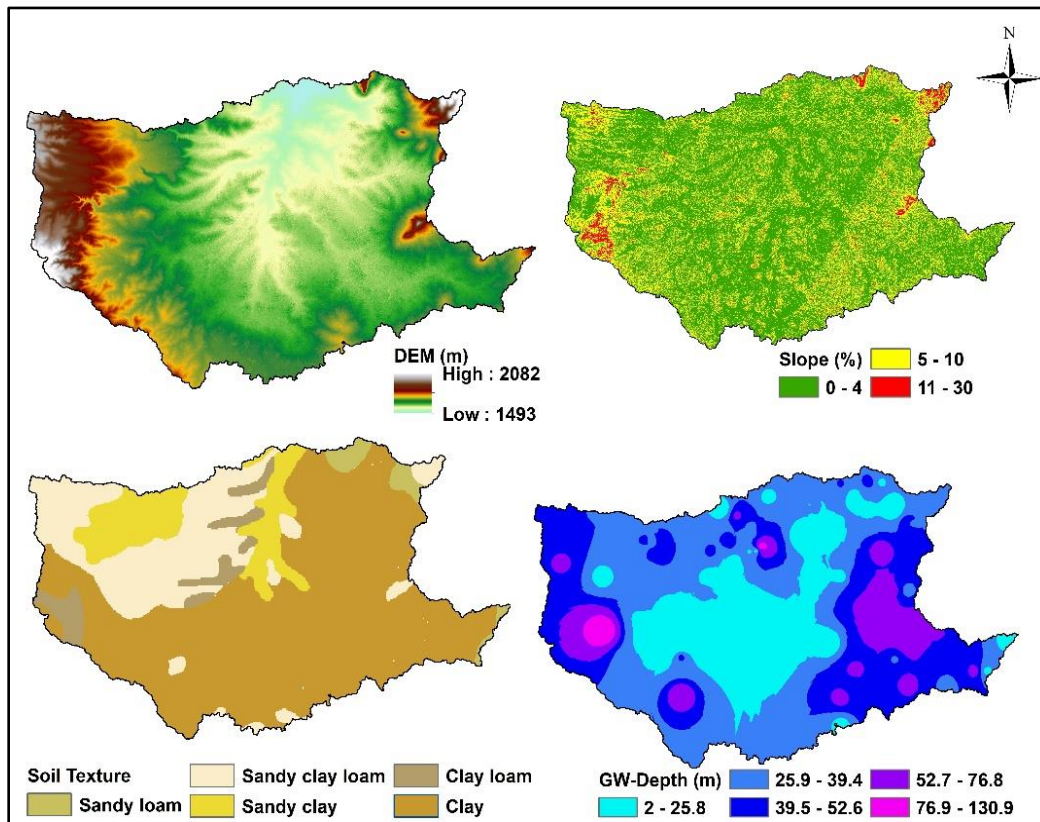 N
DEM (m)
High : 2082
Low : 1493
Slope (%)
5 - 10
0 - 4
11 - 30
Soil Texture
Sandy clay loam
Clay loam
Sandy loam
Sandy clay
Clay
GW-Depth (m)
25.9 - 39.4
52.7 - 76.8
2 - 25.8
39.5 - 52.6
76.9 - 130.9